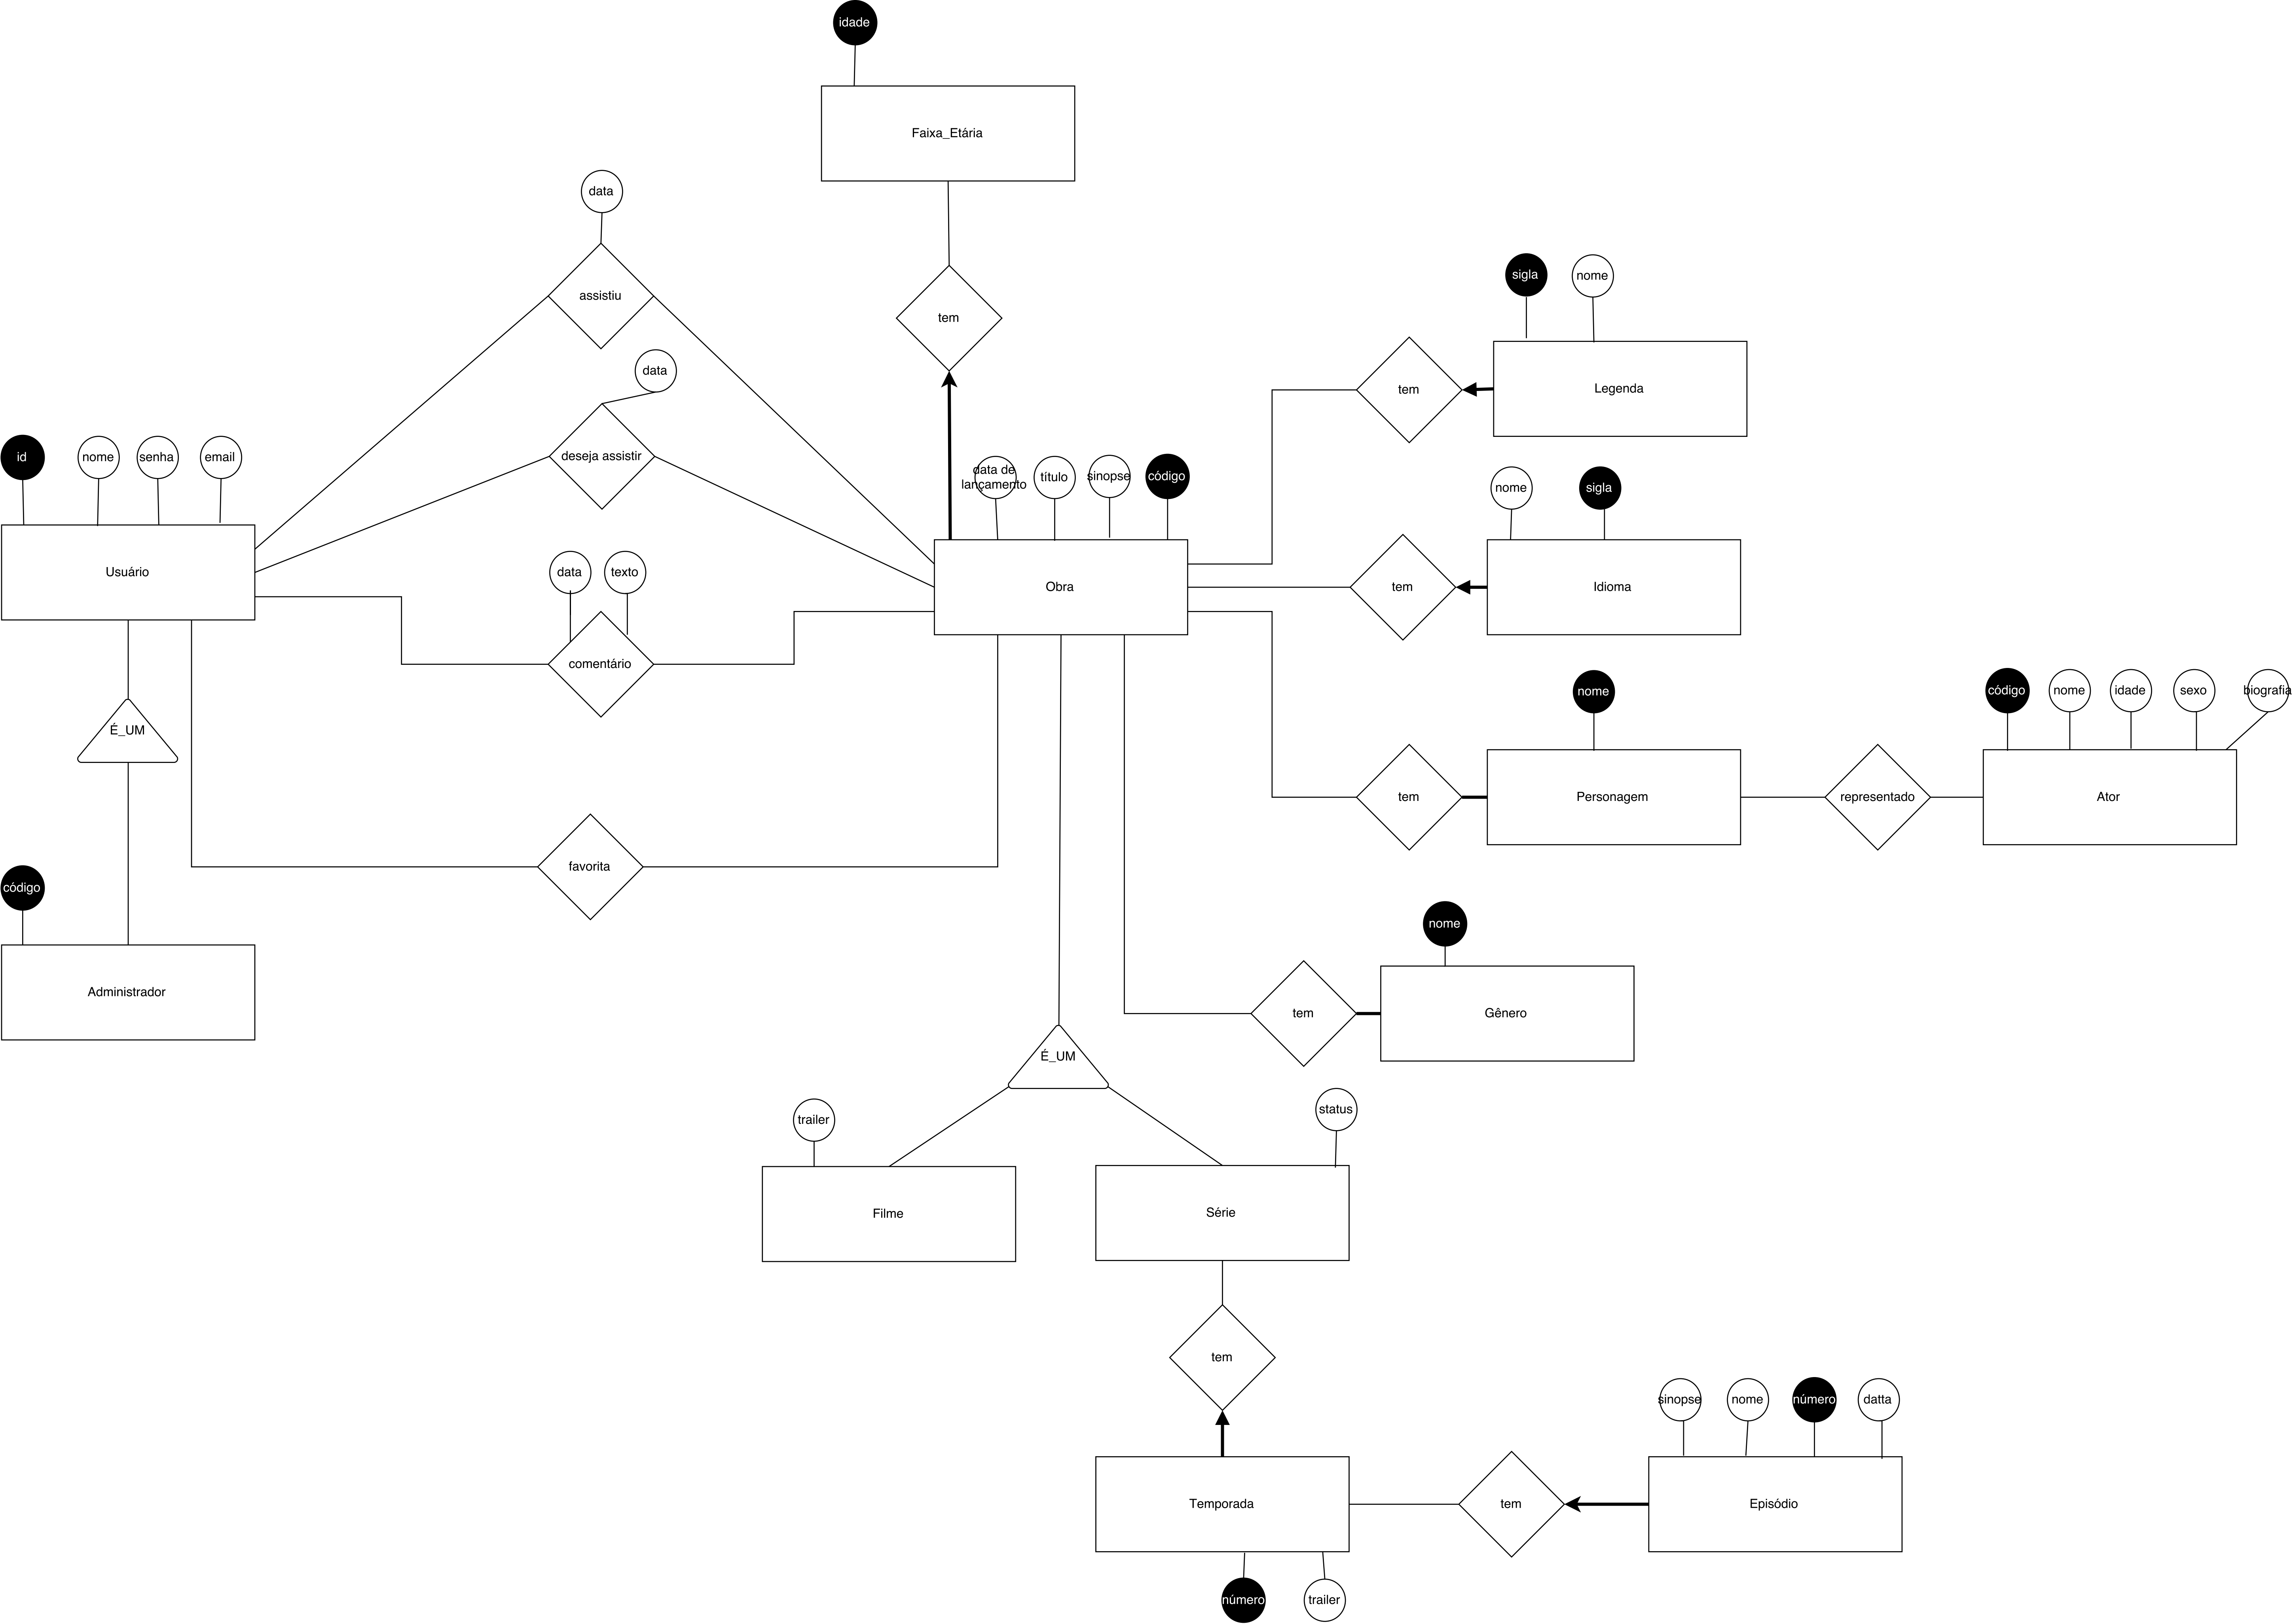 idade
Faixa_Etária
data
assistiu
tem
data
deseja assistir
sigla
nome
Legenda
tem
id
nome
senha
email
Usuário
data de
lançamento
título
sinopse
código
Obra
nome
sigla
Idioma
tem
data
texto
comentário
É_UM
nome
Personagem
tem
representado
código
nome
idade
sexo
biografia
Ator
favorita
código
Administrador
nome
Gênero
tem
É_UM
trailer
Filme
status
Série
tem
Temporada
número
trailer
tem
sinopse
nome
número
datta
Episódio